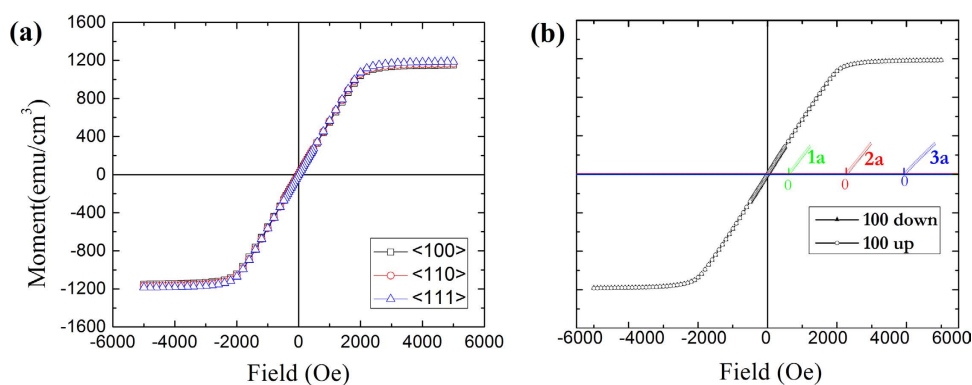 (a)
Moment(emu/cm³)
1600
1200
800
400
0
-400
-800
-1200
-1600
-6000 -4000 -2000 0 2000 4000 6000
Field (Oe)
<100>
<110>
<111>
(b)
1a 2a 3a
0 0 0
100 down
100 up
-6000 -4000 -2000 0 2000 4000 6000
Field (Oe)